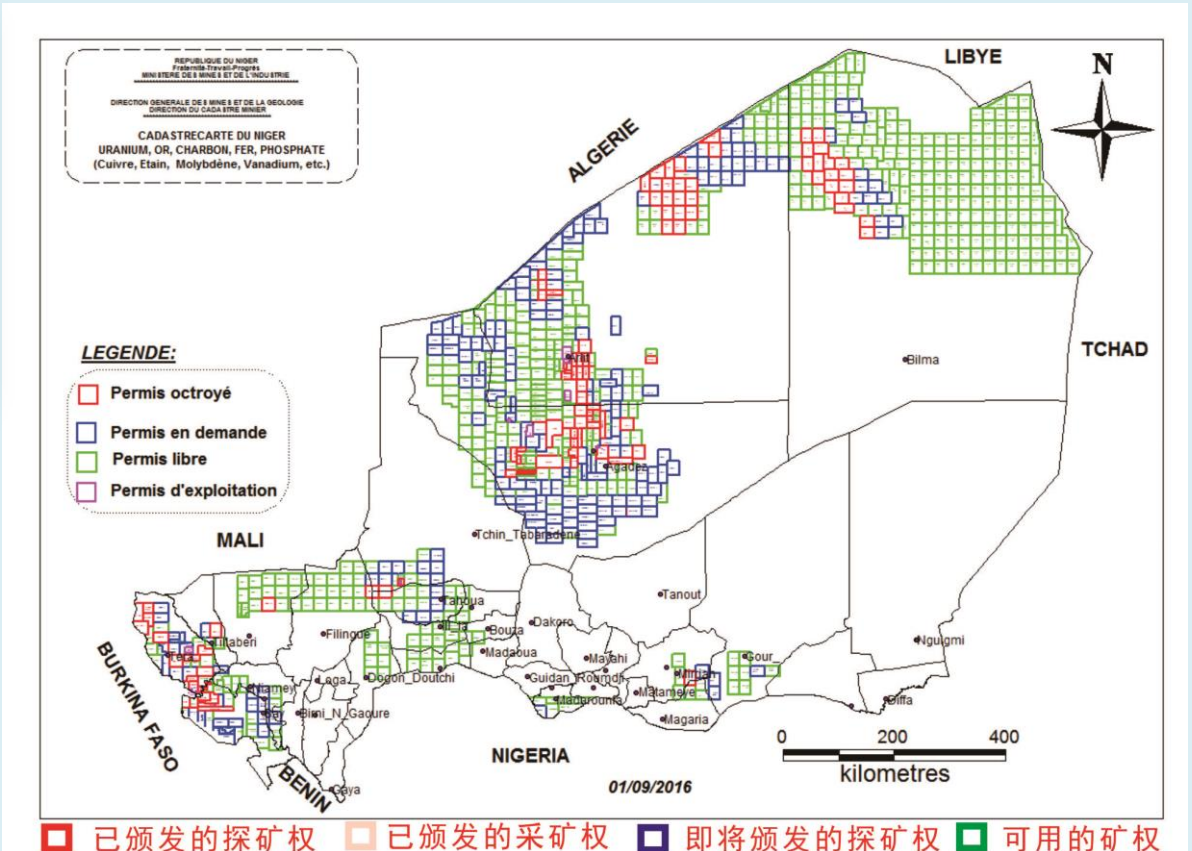 REPUBLIQUE DU NIGER
Fraternité-Travail-Progrés
MINISTERE DES MINES ET DE L'INDUSTRIE
DIRECTION GENERALE DES MINES ET DE LA GEOLOGIE
DIRECTION DU CADASTRE MINIER
CADASTRECARTE DU NIGER
URANIUM, OR, CHARBON, FER, PHOSPHATE
(Cuivre, Etain, Molybdène, Vanadium, etc.)
LIBYE
N
ALGERIE
TCHAD
Bilma
LEGENDE:
Permis octroyé
Permis en demande
Permis libre
Permis d'exploitation
Agadez
Tchin_Tabaradene
MALI
Tahoua
Tanout
Dakoro
Bouza
Filingue
Tillaberi
Tera
Madaoua
Mayahi
Gour_
Mirriah
Nguigmi
Loga
Dogon_Doutchi
Guidan_Roumdji
Matameye
Niamey
Say
Birni_N_Gaoure
Madarounfa
Magaria
Diffa
BURKINA FASO
BENIN
Gaya
NIGERIA
01/09/2016
0 200 400
kilometres
已颁发的探矿权 已颁发的采矿权 即将颁发的探矿权 可用的矿权